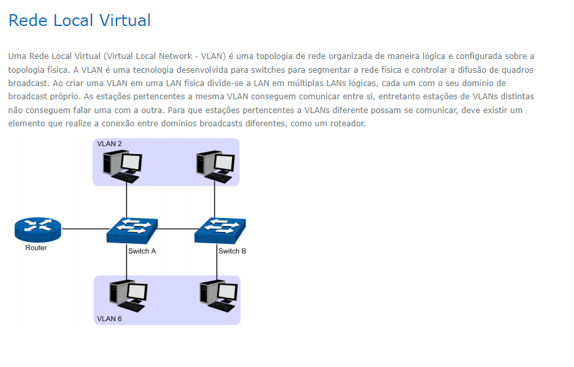 Rede Local Virtual
Uma Rede Local Virtual (Virtual Local Network - VLAN) é uma topologia de rede organizada de maneira lógica e configurada sobre a
topologia física. A VLAN é uma tecnologia desenvolvida para switches para segmentar a rede física e controlar a difusão de quadros
broadcast. Ao criar uma VLAN em uma LAN física divide-se a LAN em múltiplas LANs lógicas, cada um com o seu domínio de
broadcast próprio. As estações pertencentes a mesma VLAN conseguem comunicar entre si, entretanto estações de VLANs distintas
não conseguem falar uma com a outra. Para que estações pertencentes a VLANs diferente possam se comunicar, deve existir um
elemento que realize a conexão entre domínios broadcasts diferentes, como um roteador.
VLAN 2
Router
Switch A
Switch B
VLAN 6